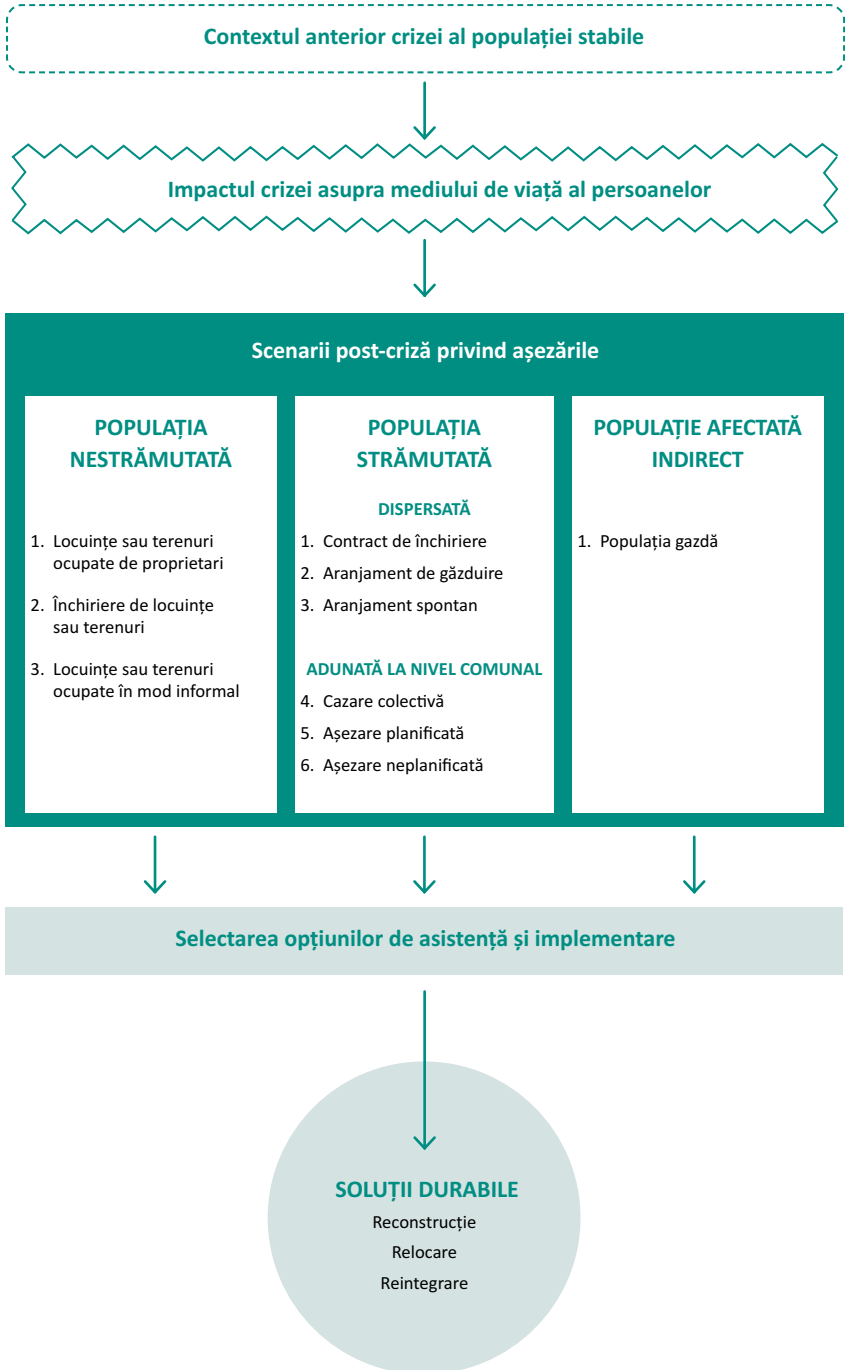 Contextul anterior crizei al populației stabile
Impactul crizei asupra mediului de viață al persoanelor
Scenarii post-criză privind așezările
POPULAȚIA
NESTRĂMUTATĂ
1. Locuințe sau terenuri
ocupate de proprietari
2. Închiriere de locuințe
sau terenuri
3. Locuințe sau terenuri
ocupate în mod informal
POPULAȚIA
STRĂMUTATĂ
DISPERSATĂ
1. Contract de închiriere
2. Aranjament de găzduire
3. Aranjament spontan
ADUNATĂ LA NIVEL COMUNAL
4. Cazare colectivă
5. Așezare planificată
6. Așezare neplanificată
POPULAȚIE AFECTATĂ
INDIRECT
1. Populația gazdă
Selectarea opțiunilor de asistență și implementare
SOLUȚII DURABILE
Reconstrucție
Relocare
Reintegrare